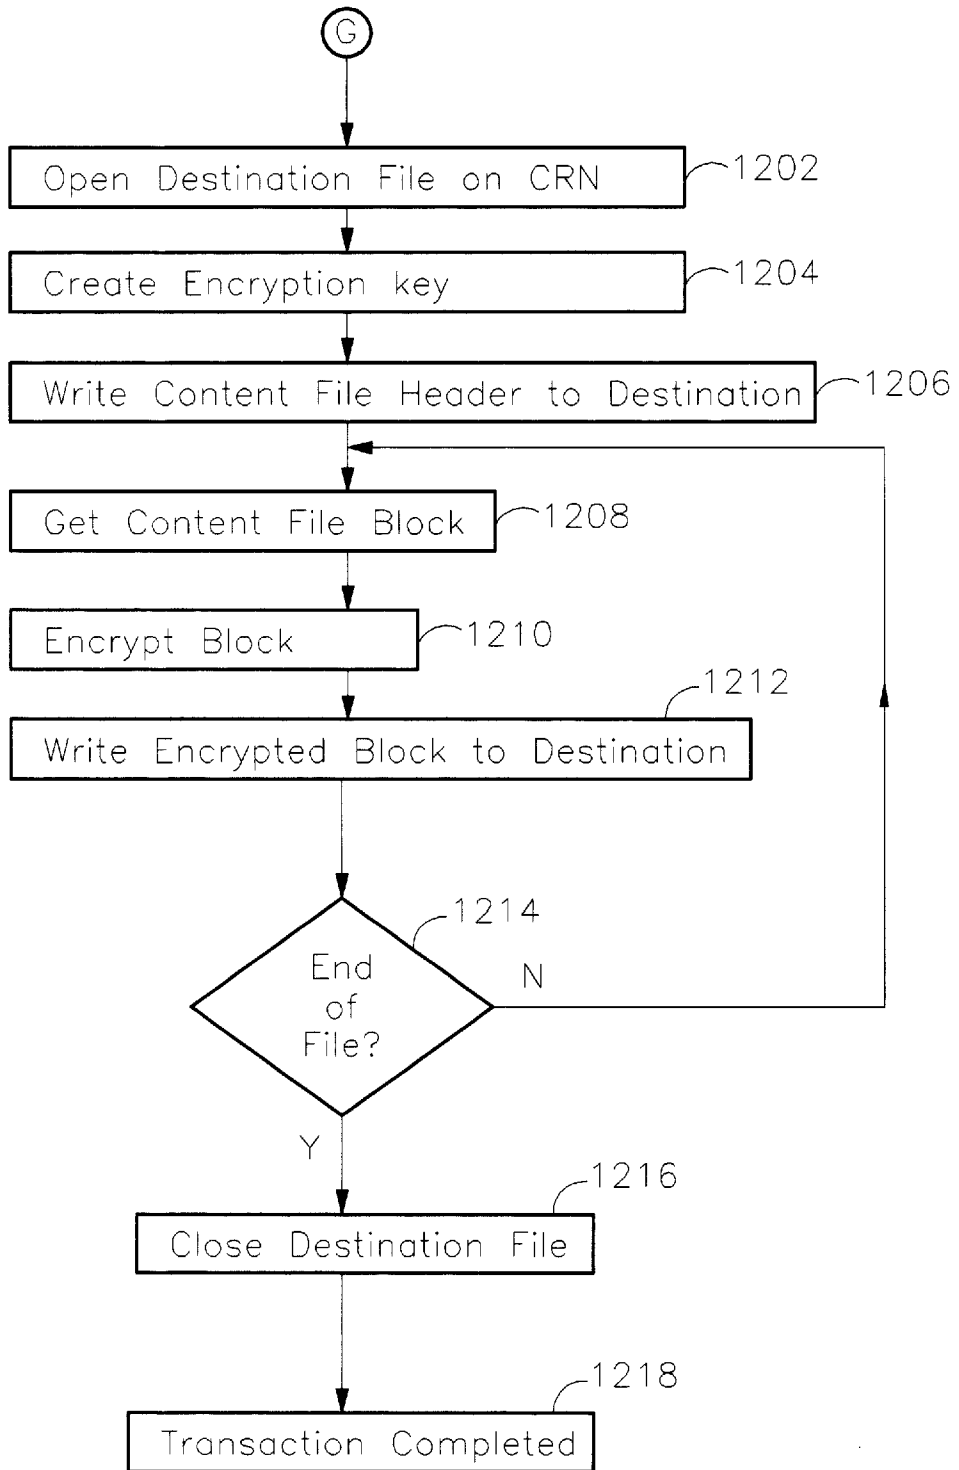 G
Open Destination File on CRN
1202
Create Encryption key
1204
Write Content File Header to Destination
1206
Get Content File Block
1208
Encrypt Block
1210
1212
Write Encrypted Block to Destination
1214
End
of
File?
N
Y
1216
Close Destination File
1218
Transaction Completed